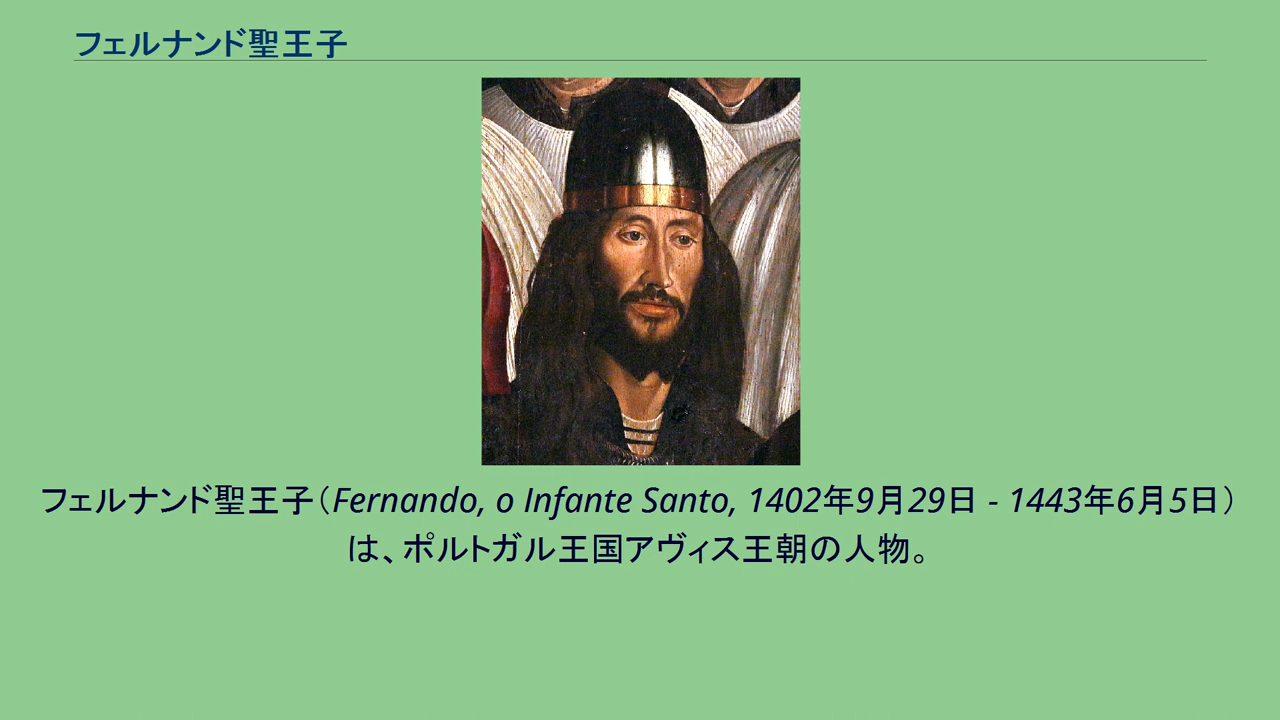 フェルナンド聖王子
フェルナンド聖王子（Fernando, o Infante Santo, 1402年9月29日 - 1443年6月5日）
は、ポルトガル王国アヴィス王朝の人物。